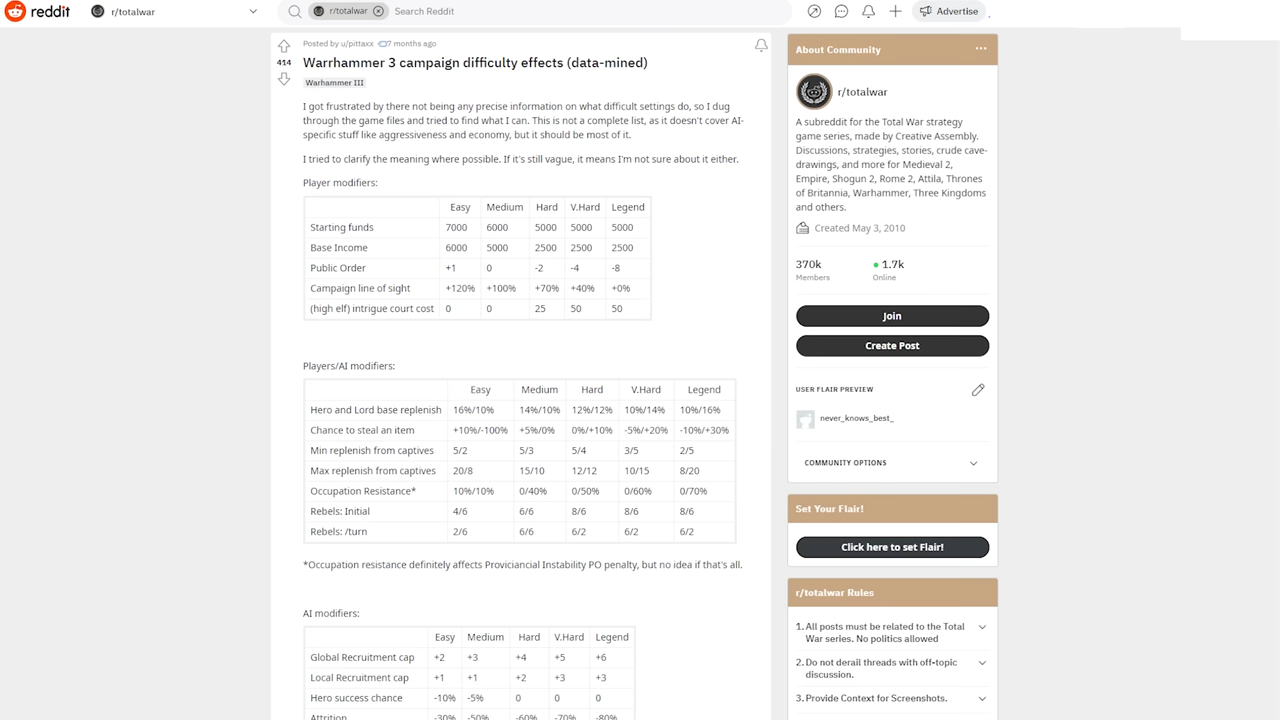 reddit r/totalwar r/totalwar Search Reddit Advertise
Posted by u/pittaxx 7 months ago
414
Warrhammer 3 campaign difficulty effects (data-mined)
Warhammer III
I got frustrated by there not being any precise information on what difficult settings do, so I dug
through the game files and tried to find what I can. This is not a complete list, as it doesn't cover AI-
specific stuff like aggressiveness and economy, but it should be most of it.
I tried to clarify the meaning where possible. If it's still vague, it means I'm not sure about it either.
Player modifiers:
Easy Medium Hard V.Hard Legend
Starting funds 7000 6000 5000 5000 5000
Base Income 6000 5000 2500 2500 2500
Public Order +1 0 -2 -4 -8
Campaign line of sight +120% +100% +70% +40% +0%
(high elf) intrigue court cost 0 0 25 50 50
Players/AI modifiers:
Easy Medium Hard V.Hard Legend
Hero and Lord base replenish 16%/10% 14%/10% 12%/12% 10%/14% 10%/16%
Chance to steal an item +10%/-100% +5%/0% 0%/+10% -5%/+20% -10%/+30%
Min replenish from captives 5/2 5/3 5/4 3/5 2/5
Max replenish from captives 20/8 15/10 12/12 10/15 8/20
Occupation Resistance* 10%/10% 0/40% 0/50% 0/60% 0/70%
Rebels: Initial 4/6 6/6 8/6 8/6 8/6
Rebels: /turn 2/6 6/6 6/2 6/2 6/2
*Occupation resistance definitely affects Proviciancial Instability PO penalty, but no idea if that's all.
AI modifiers:
Easy Medium Hard V.Hard Legend
Global Recruitment cap +2 +3 +4 +5 +6
Local Recruitment cap +1 +1 +2 +3 +3
Hero success chance -10% -5% 0 0 0
Attrition -30% -50% -60% -70% -80%
About Community
r/totalwar
A subreddit for the Total War strategy
game series, made by Creative Assembly.
Discussions, strategies, stories, crude cave-
drawings, and more for Medieval 2,
Empire, Shogun 2, Rome 2, Attila, Thrones
of Britannia, Warhammer, Three Kingdoms
and others.
Created May 3, 2010
370k 1.7k
Members Online
Join
Create Post
USER FLAIR PREVIEW
never_knows_best_
COMMUNITY OPTIONS
Set Your Flair!
Click here to set Flair!
r/totalwar Rules
1. All posts must be related to the Total
War series. No politics allowed
2. Do not derail threads with off-topic
discussion.
3. Provide Context for Screenshots.